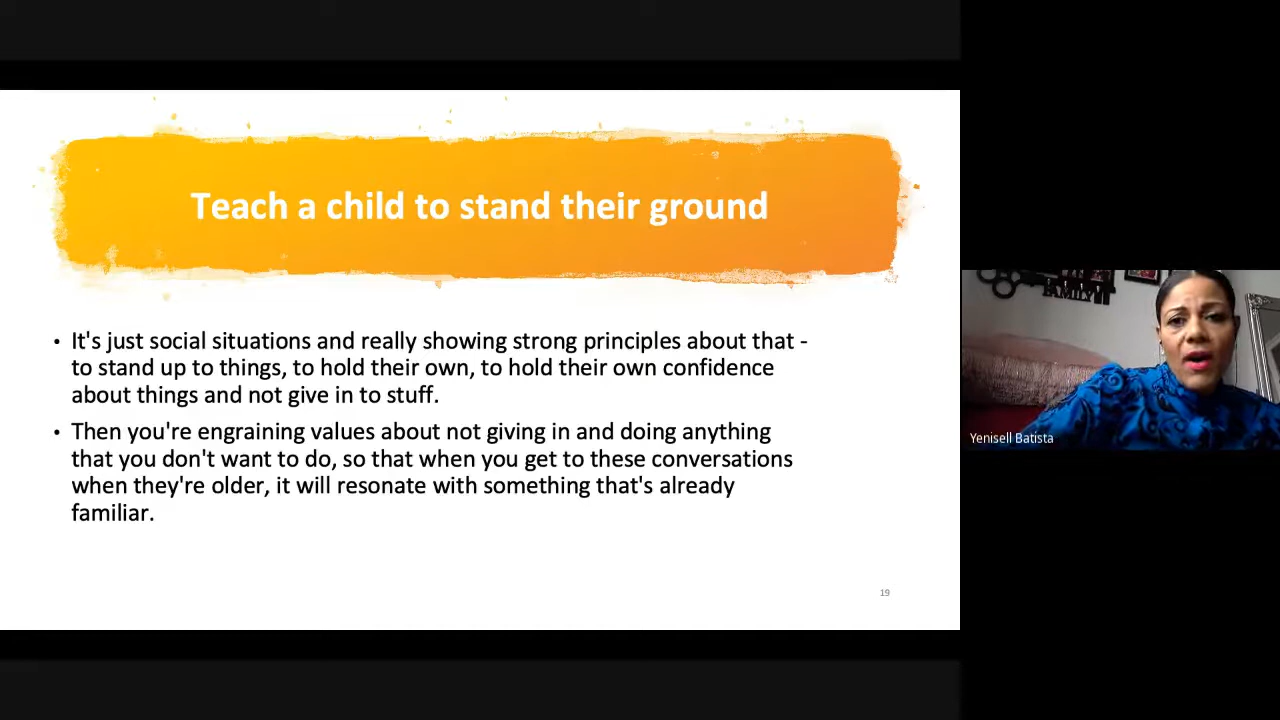 Teach a child to stand their ground
• It's just social situations and really showing strong principles about that -
to stand up to things, to hold their own, to hold their own confidence
about things and not give in to stuff.
• Then you're engraining values about not giving in and doing anything
that you don't want to do, so that when you get to these conversations
when they're older, it will resonate with something that's already
familiar.
19
FAMILY
Yenisell Batista